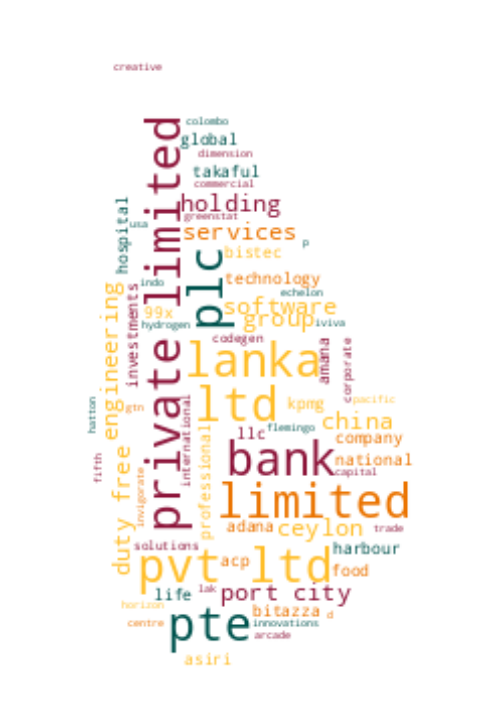 creative
private limited
colombo
global
dimension
takaful
commercial
holding
greenstat
services
p
hospital
usa
bistec
plc
technology
indo
echelon
investments
engineering
software
99x
group
hydrogen
iviva
codegen
lanka
amana
corporate
ltd
kpmg
pacific
hatton
gtn
international
china
llc
flemingo
professional
company
bank
national
fifth
capital
invigorate
duty free
limited
adana
ceylon
trade
solutions
harbour
pvt ltd
acp
food
life
lak
port city
horizon
bitazza
d
centre
pte
innovations
arcade
asiri